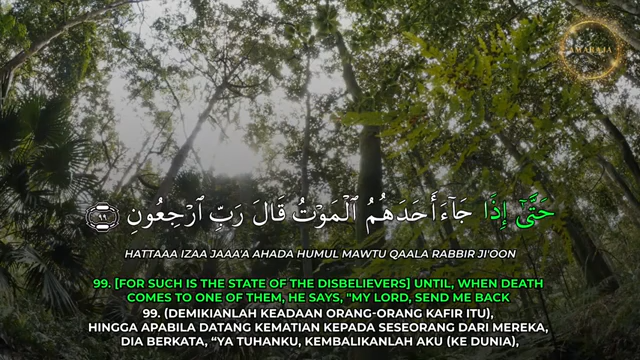 MAHAJA
حَتَّىٰٓ إِذَا جَآءَ أَحَدَهُمُ ٱلْمَوْتُ قَالَ رَبِّ ٱرْجِعُونِ ٩٩
HATTAAA IZAA JAAA'A AHADA HUMUL MAWTU QAALA RABBIR JI'OON
99. [FOR SUCH IS THE STATE OF THE DISBELIEVERS] UNTIL, WHEN DEATH
COMES TO ONE OF THEM, HE SAYS, "MY LORD, SEND ME BACK
99. (DEMIKIANLAH KEADAAN ORANG-ORANG KAFIR ITU),
HINGGA APABILA DATANG KEMATIAN KEPADA SESEORANG DARI MEREKA,
DIA BERKATA, “YA TUHANKU, KEMBALIKANLAH AKU (KE DUNIA),